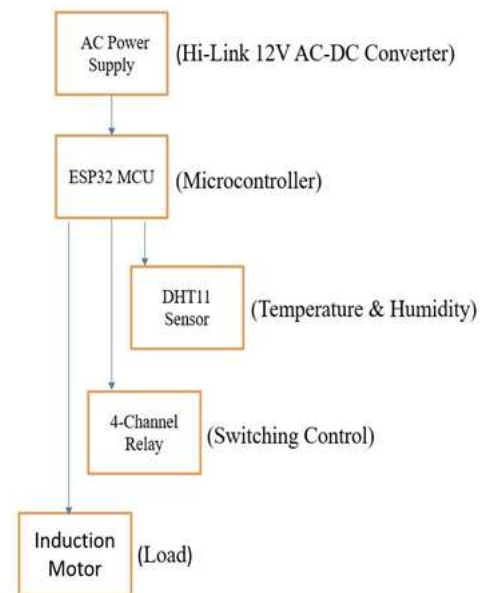 AC Power
Supply
(Hi-Link 12V AC-DC Converter)
ESP32 MCU
(Microcontroller)
DHT11
Sensor
(Temperature & Humidity)
4-Channel
Relay
(Switching Control)
Induction
Motor
(Load)